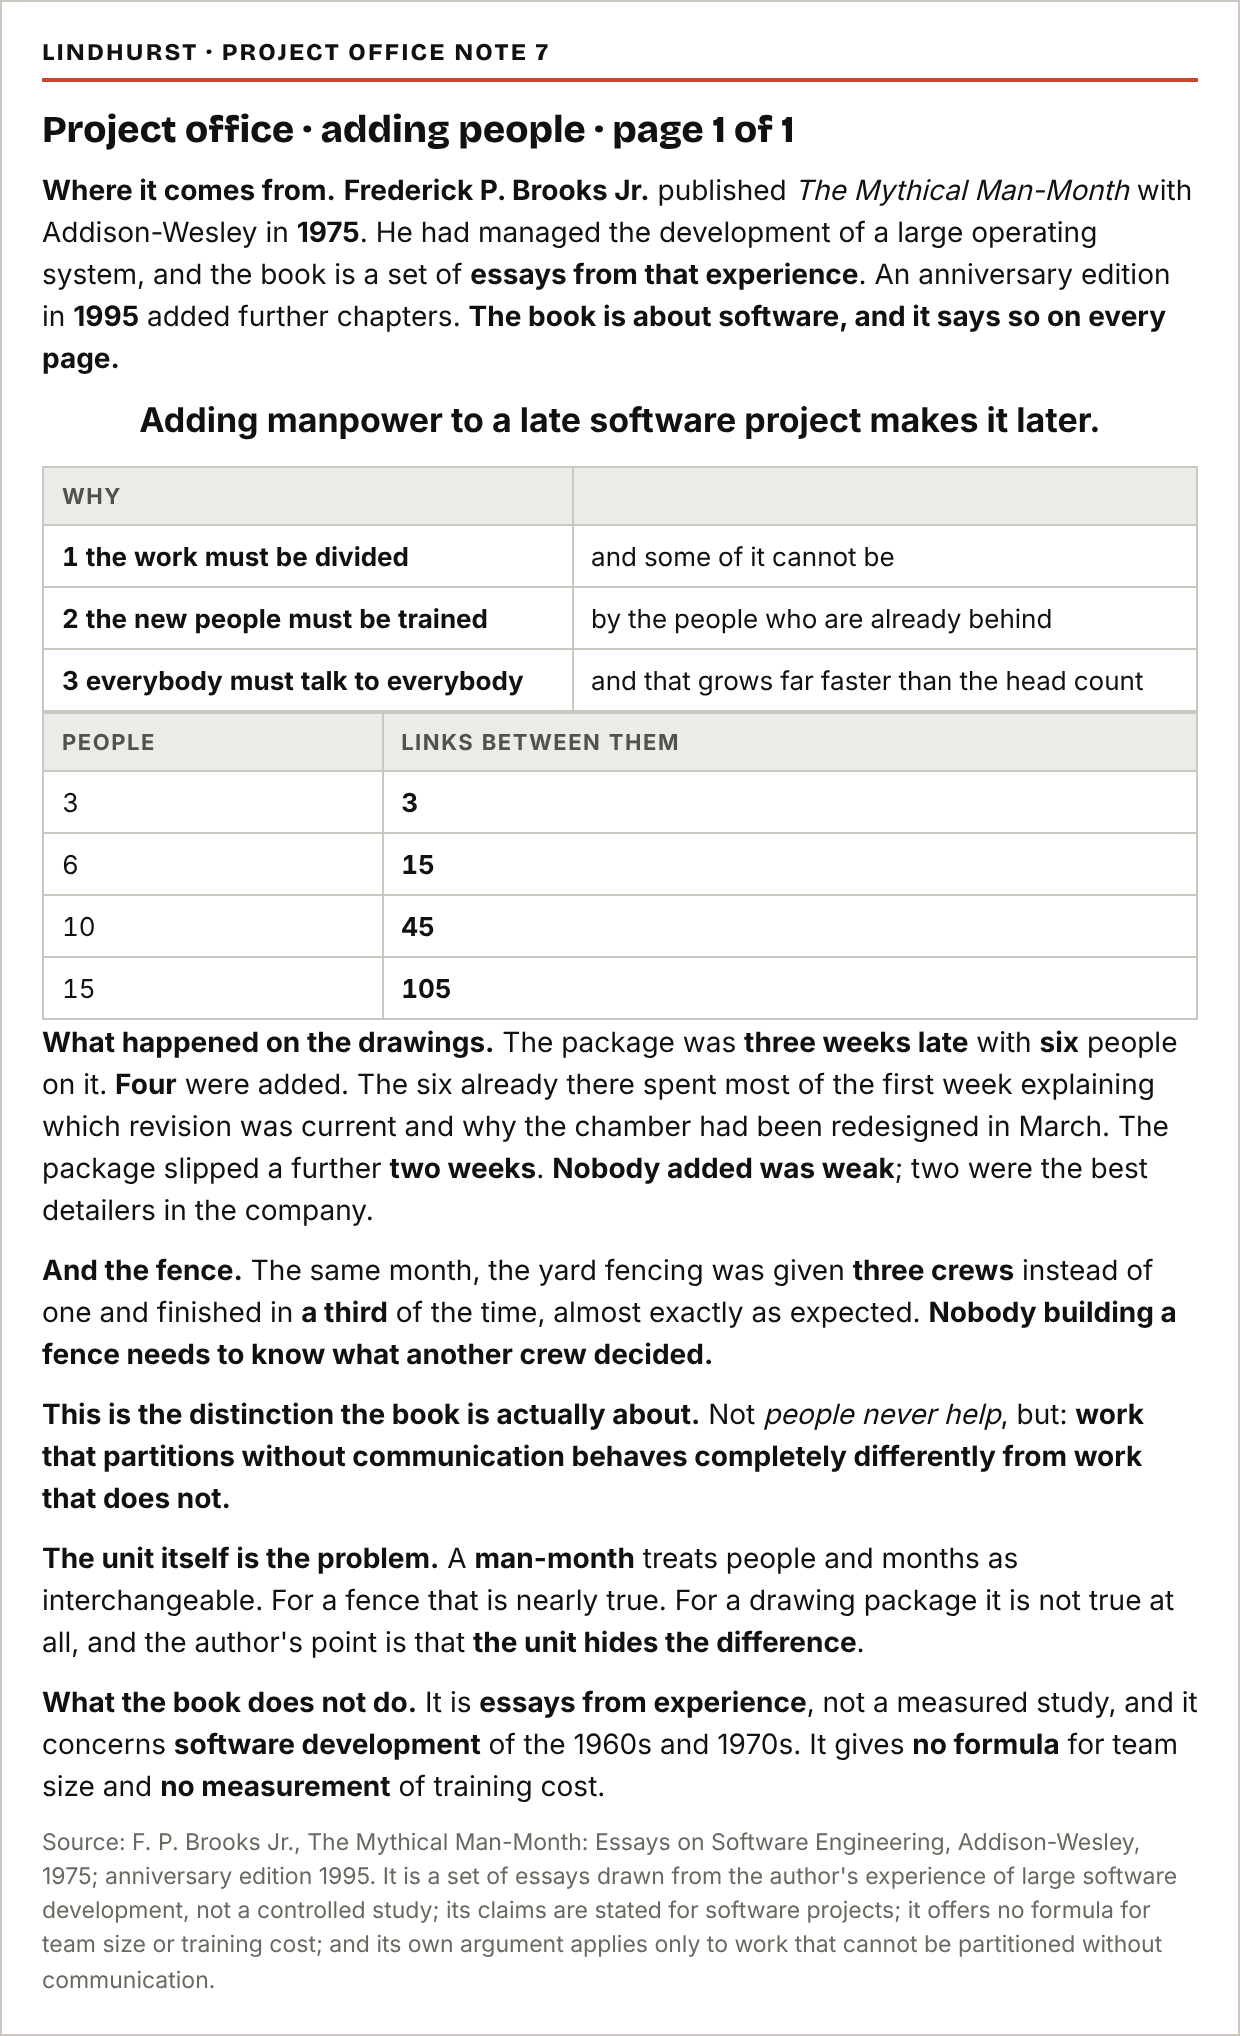 LINDHURST · PROJECT OFFICE NOTE 7
Project office · adding people · page 1 of 1
Where it comes from. Frederick P. Brooks Jr. published The Mythical Man-Month with
Addison-Wesley in 1975. He had managed the development of a large operating
system, and the book is a set of essays from that experience. An anniversary edition
in 1995 added further chapters. The book is about software, and it says so on every
page.
Adding manpower to a late software project makes it later.
WHY
1 the work must be divided and some of it cannot be
2 the new people must be trained by the people who are already behind
3 everybody must talk to everybody and that grows far faster than the head count
PEOPLE LINKS BETWEEN THEM
3 3
6 15
10 45
15 105
What happened on the drawings. The package was three weeks late with six people
on it. Four were added. The six already there spent most of the first week explaining
which revision was current and why the chamber had been redesigned in March. The
package slipped a further two weeks. Nobody added was weak; two were the best
detailers in the company.
And the fence. The same month, the yard fencing was given three crews instead of
one and finished in a third of the time, almost exactly as expected. Nobody building a
fence needs to know what another crew decided.
This is the distinction the book is actually about. Not people never help, but: work
that partitions without communication behaves completely differently from work
that does not.
The unit itself is the problem. A man-month treats people and months as
interchangeable. For a fence that is nearly true. For a drawing package it is not true at
all, and the author's point is that the unit hides the difference.
What the book does not do. It is essays from experience, not a measured study, and it
concerns software development of the 1960s and 1970s. It gives no formula for team
size and no measurement of training cost.
Source: F. P. Brooks Jr., The Mythical Man-Month: Essays on Software Engineering, Addison-Wesley,
1975; anniversary edition 1995. It is a set of essays drawn from the author's experience of large software
development, not a controlled study; its claims are stated for software projects; it offers no formula for
team size or training cost; and its own argument applies only to work that cannot be partitioned without
communication.